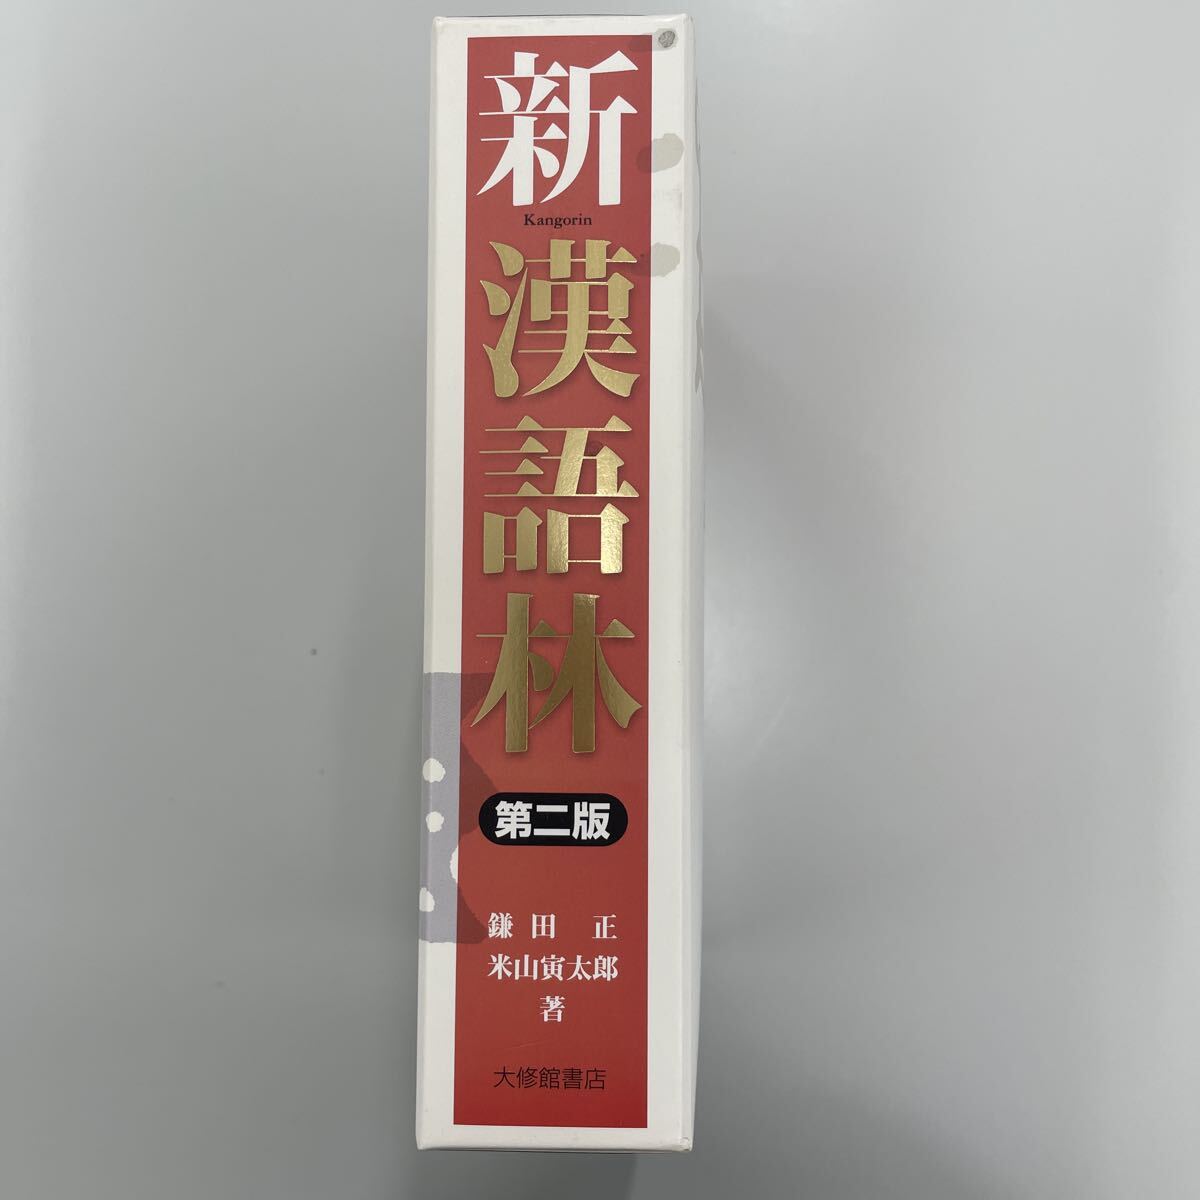 新
Kangorin
漢語林
第二版
鎌田 正
米山寅太郎
著
大修館書店